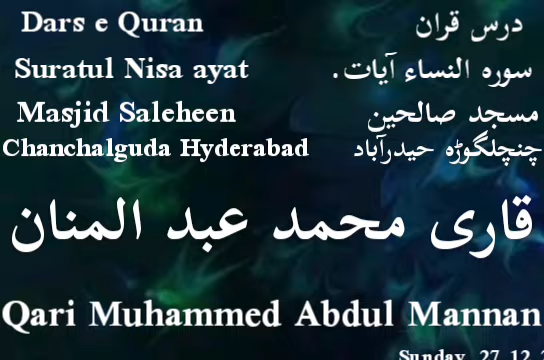 Dars e Quran درس قران
Suratul Nisa ayat سوره النساء آيات.
Masjid Saleheen مسجد صالحین
Chanchalguda Hyderabad چنچلگوڑہ حیدرآباد
قاری محمد عبد المنان
Qari Muhammed Abdul Mannan
Sunday 27 12